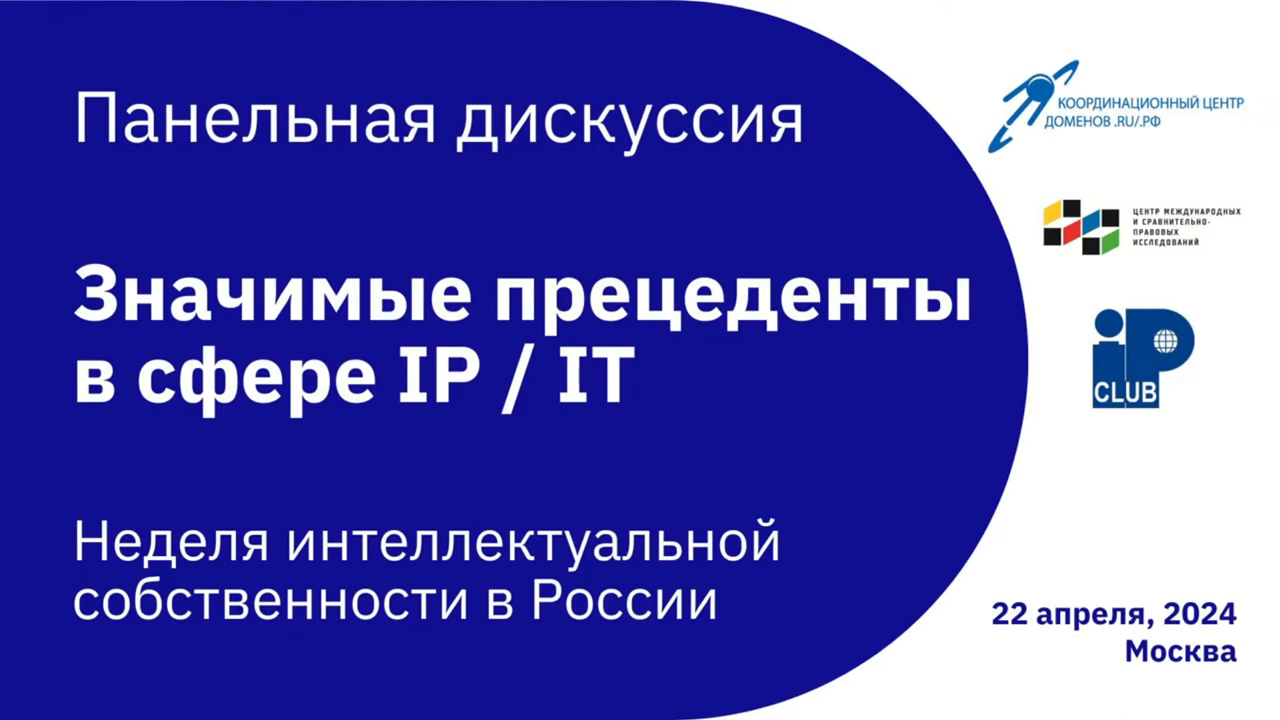 Панельная дискуссия
Значимые прецеденты
в сфере IP / IT
Неделя интеллектуальной
собственности в России
КООРДИНАЦИОННЫЙ ЦЕНТР
ДОМЕНОВ .RU/.РФ
ЦЕНТР МЕЖДУНАРОДНЫХ
И СРАВНИТЕЛЬНО-
ПРАВОВЫХ
ИССЛЕДОВАНИЙ
iP
CLUB
22 апреля, 2024
Москва